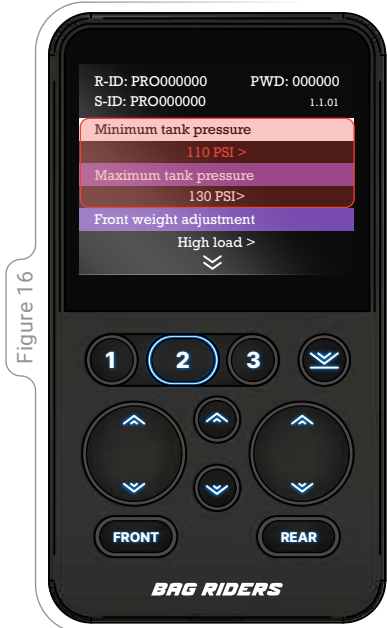 Figure 16
R-ID: PRO000000 PWD: 000000
S-ID: PRO000000 1.1.01
Minimum tank pressure
110 PSI >
Maximum tank pressure
130 PSI>
Front weight adjustment
High load >
1 2 3
FRONT REAR
BAG RIDERS